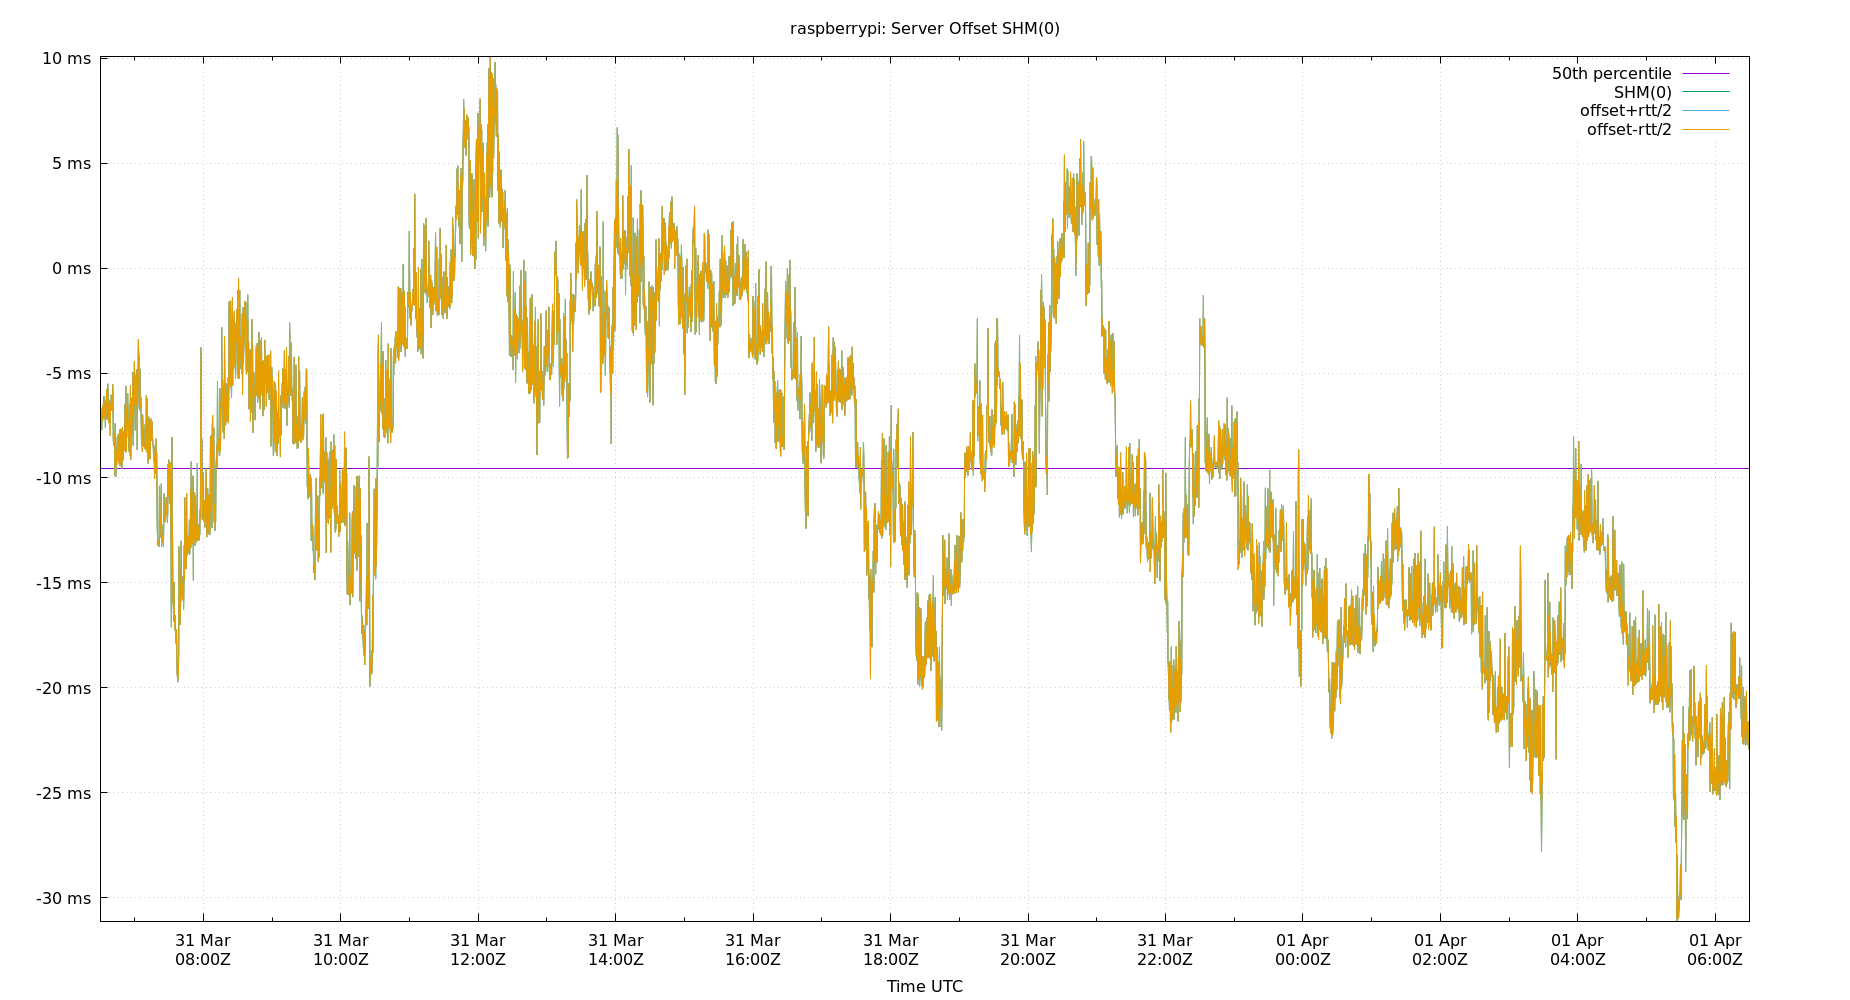 raspberrypi: Server Offset SHM(0)
10 ms
5 ms
0 ms
-5 ms
-10 ms
-15 ms
-20 ms
-25 ms
-30 ms
50th percentile
SHM(0)
offset+rtt/2
offset-rtt/2
31 Mar 31 Mar 31 Mar 31 Mar 31 Mar 31 Mar 31 Mar 31 Mar 01 Apr 01 Apr 01 Apr 01 Apr
08:00Z 10:00Z 12:00Z 14:00Z 16:00Z 18:00Z 20:00Z 22:00Z 00:00Z 02:00Z 04:00Z 06:00Z
Time UTC